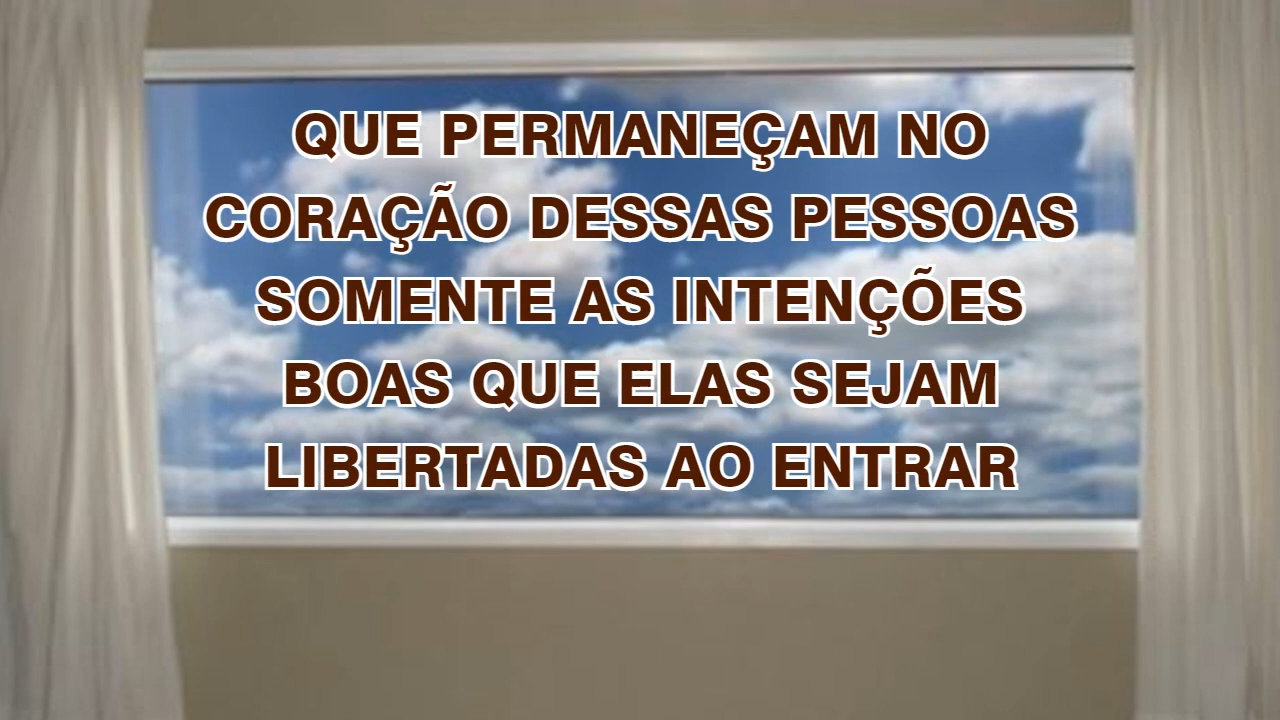 QUE PERMANEÇAM NO
CORAÇÃO DESSAS PESSOAS
SOMENTE AS INTENÇÕES
BOAS QUE ELAS SEJAM
LIBERTADAS AO ENTRAR